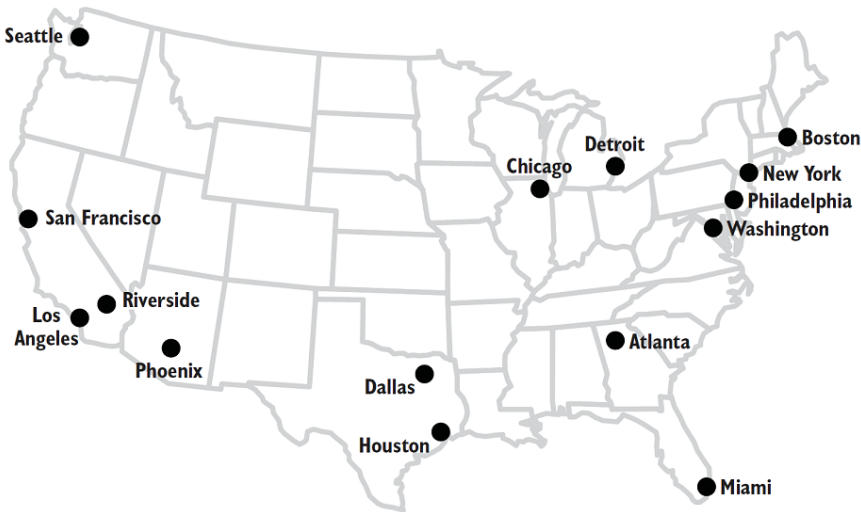 Seattle
Boston
Detroit
Chicago
New York
Philadelphia
San Francisco
Washington
Riverside
Los
Angeles
Atlanta
Phoenix
Dallas
Houston
Miami